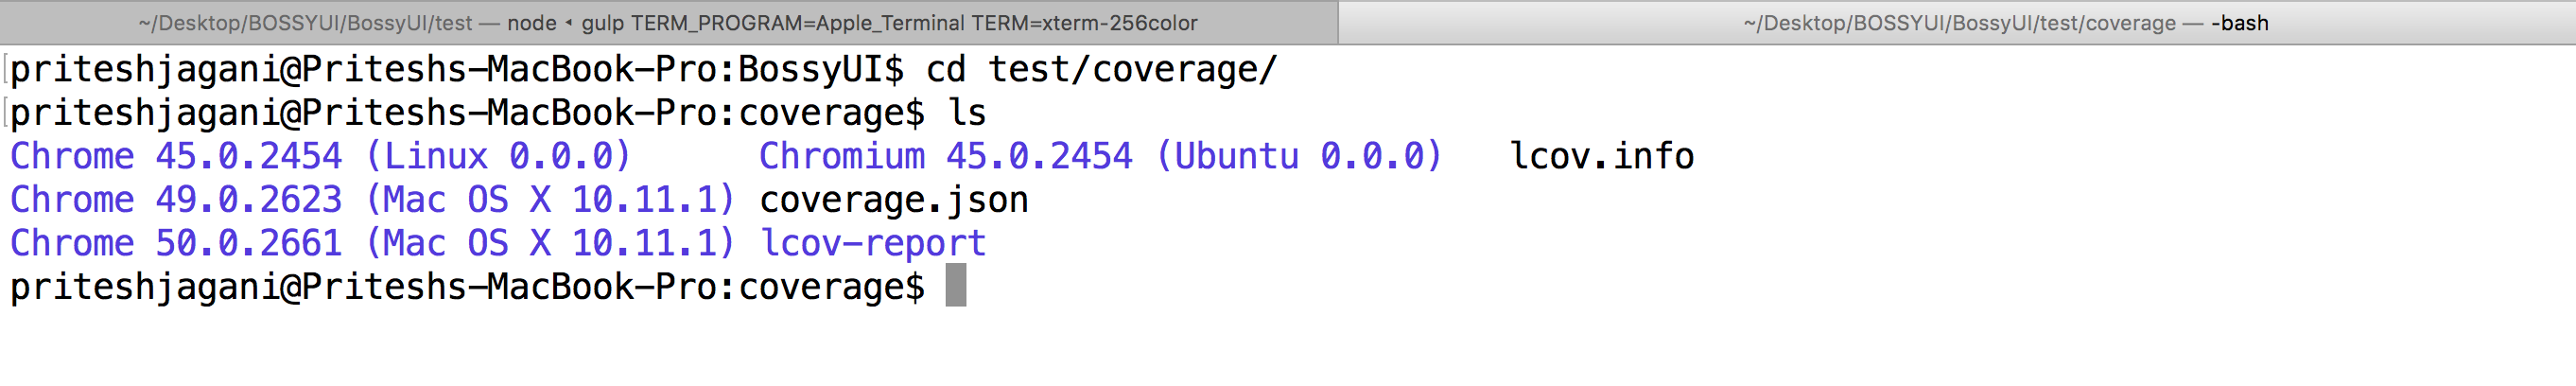 ~/Desktop/BOSSYUI/BossyUI/test — node ◂ gulp TERM_PROGRAM=Apple_Terminal TERM=xterm-256color
~/Desktop/BOSSYUI/BossyUI/test/coverage — -bash
[priteshjagani@Priteshs-MacBook-Pro:BossyUI$ cd test/coverage/
[priteshjagani@Priteshs-MacBook-Pro:coverage$ ls
Chrome 45.0.2454 (Linux 0.0.0)      Chromium 45.0.2454 (Ubuntu 0.0.0)   lcov.info
Chrome 49.0.2623 (Mac OS X 10.11.1) coverage.json
Chrome 50.0.2661 (Mac OS X 10.11.1) lcov-report
priteshjagani@Priteshs-MacBook-Pro:coverage$